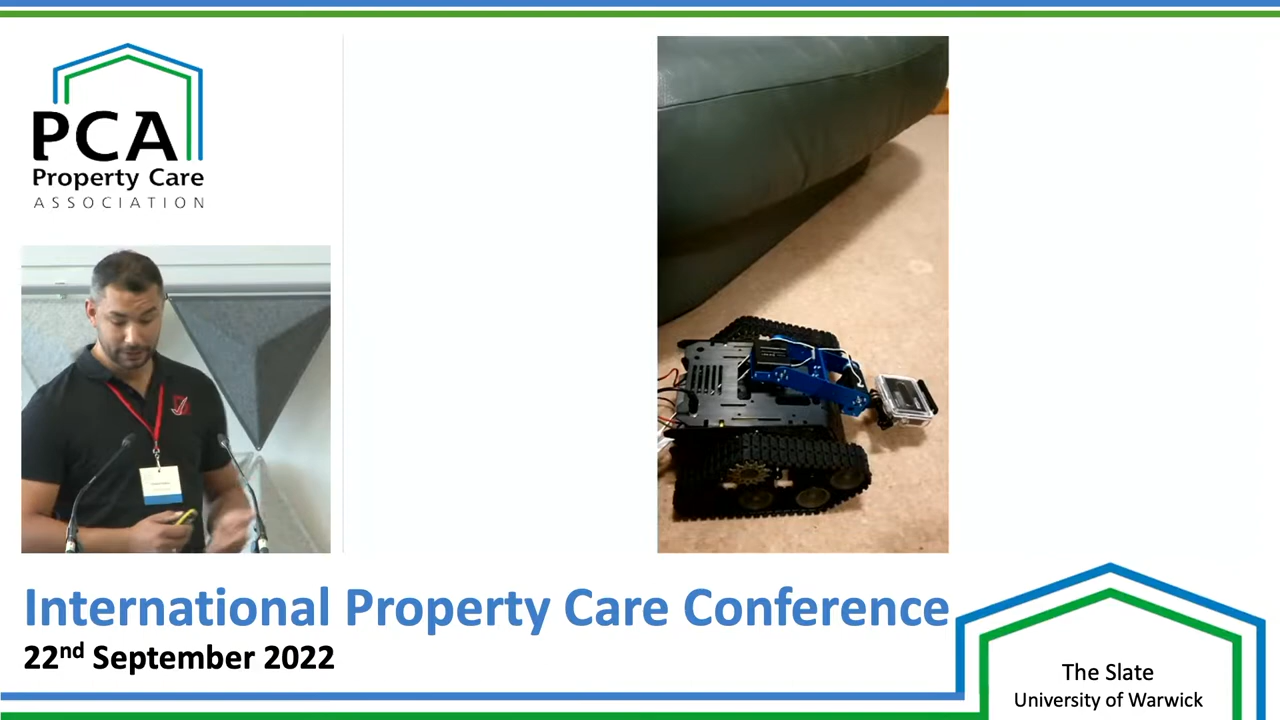 PCA
Property Care
ASSOCIATION
International Property Care Conference
22nd September 2022
The Slate
University of Warwick